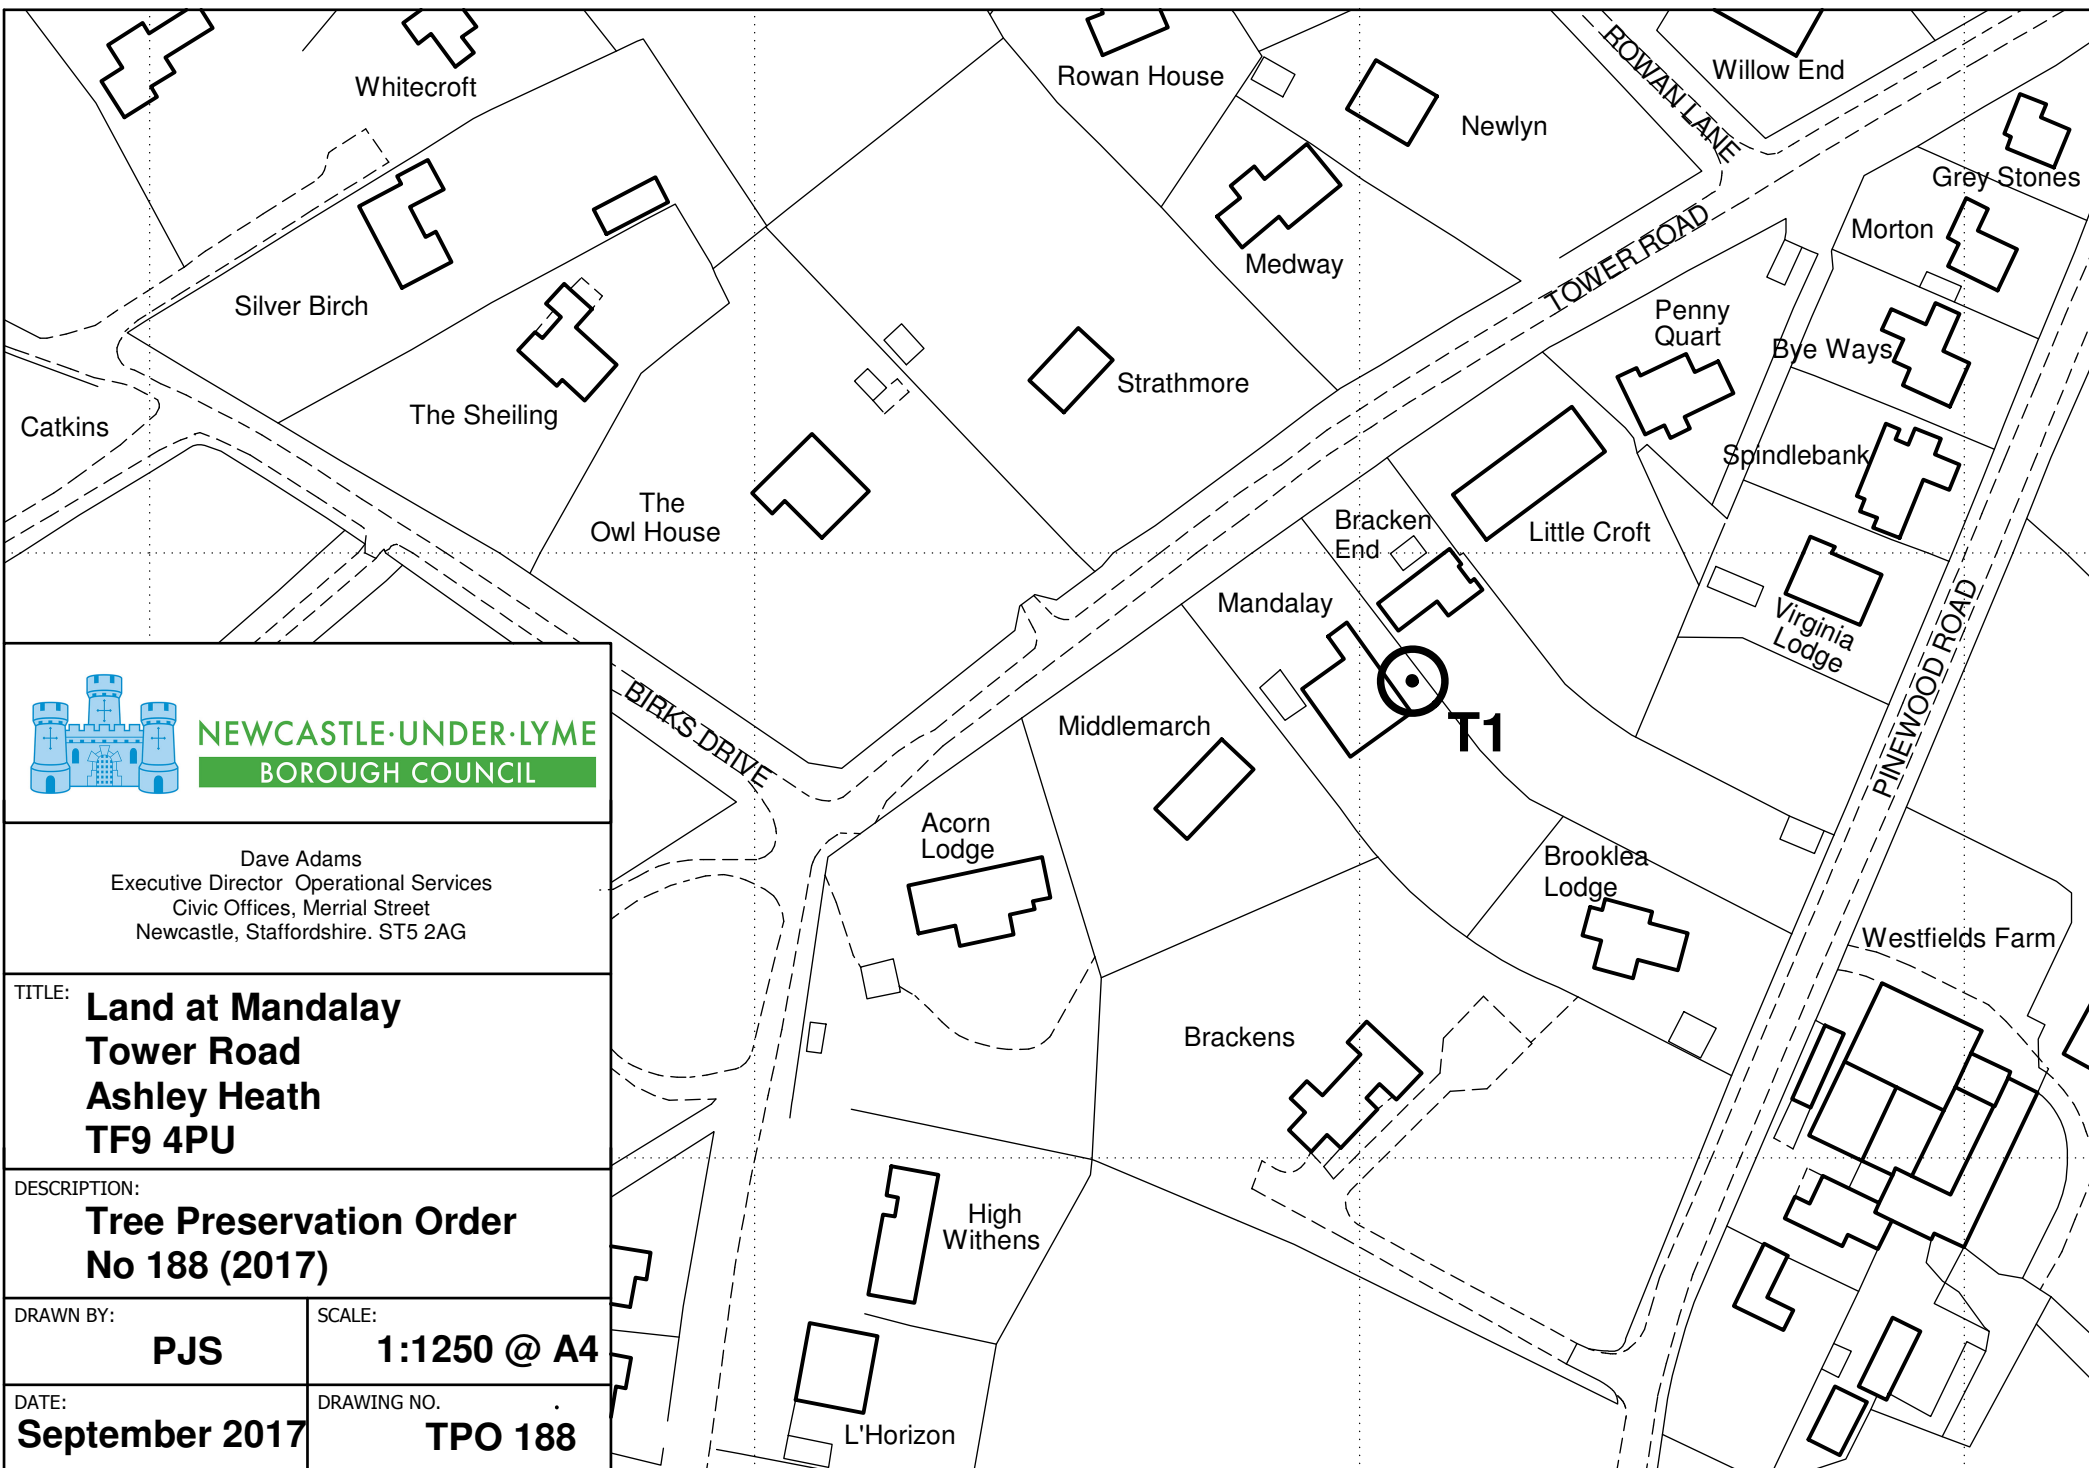 Whitecroft
Rowan House
ROWAN LANE
Willow End
Newlyn
Grey Stones
Morton
TOWER ROAD
Medway
Silver Birch
Penny
Quart
Bye Ways
Strathmore
The Sheiling
Catkins
Spindlebank
The
Owl House
Bracken
End
Little Croft
Mandalay
Virginia
Lodge
PINEWOOD ROAD
BIRKS DRIVE
Middlemarch
T1
Acorn
Lodge
Brooklea
Lodge
Westfields Farm
Brackens
High
Withens
L'Horizon
NEWCASTLE·UNDER·LYME
BOROUGH COUNCIL
Dave Adams
Executive Director Operational Services
Civic Offices, Merrial Street
Newcastle, Staffordshire. ST5 2AG
TITLE:
Land at Mandalay
Tower Road
Ashley Heath
TF9 4PU
DESCRIPTION:
Tree Preservation Order
No 188 (2017)
DRAWN BY:
PJS
SCALE:
1:1250 @ A4
DATE:
September 2017
DRAWING NO. .
TPO 188